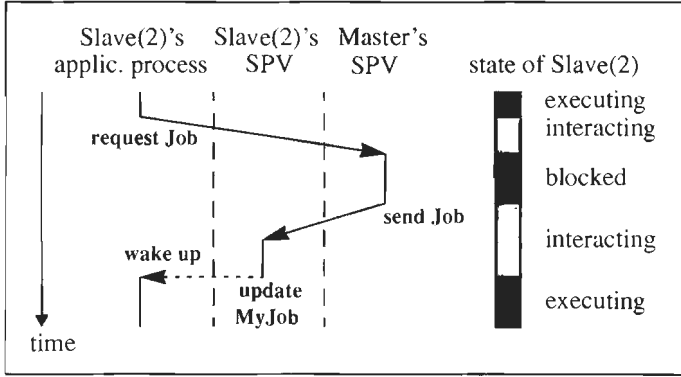 Slave(2)'s
applic. process
Slave(2)'s
SPV
Master's
SPV
state of Slave(2)
executing
interacting
request Job
blocked
send Job
wake up
interacting
update
MyJob
executing
time